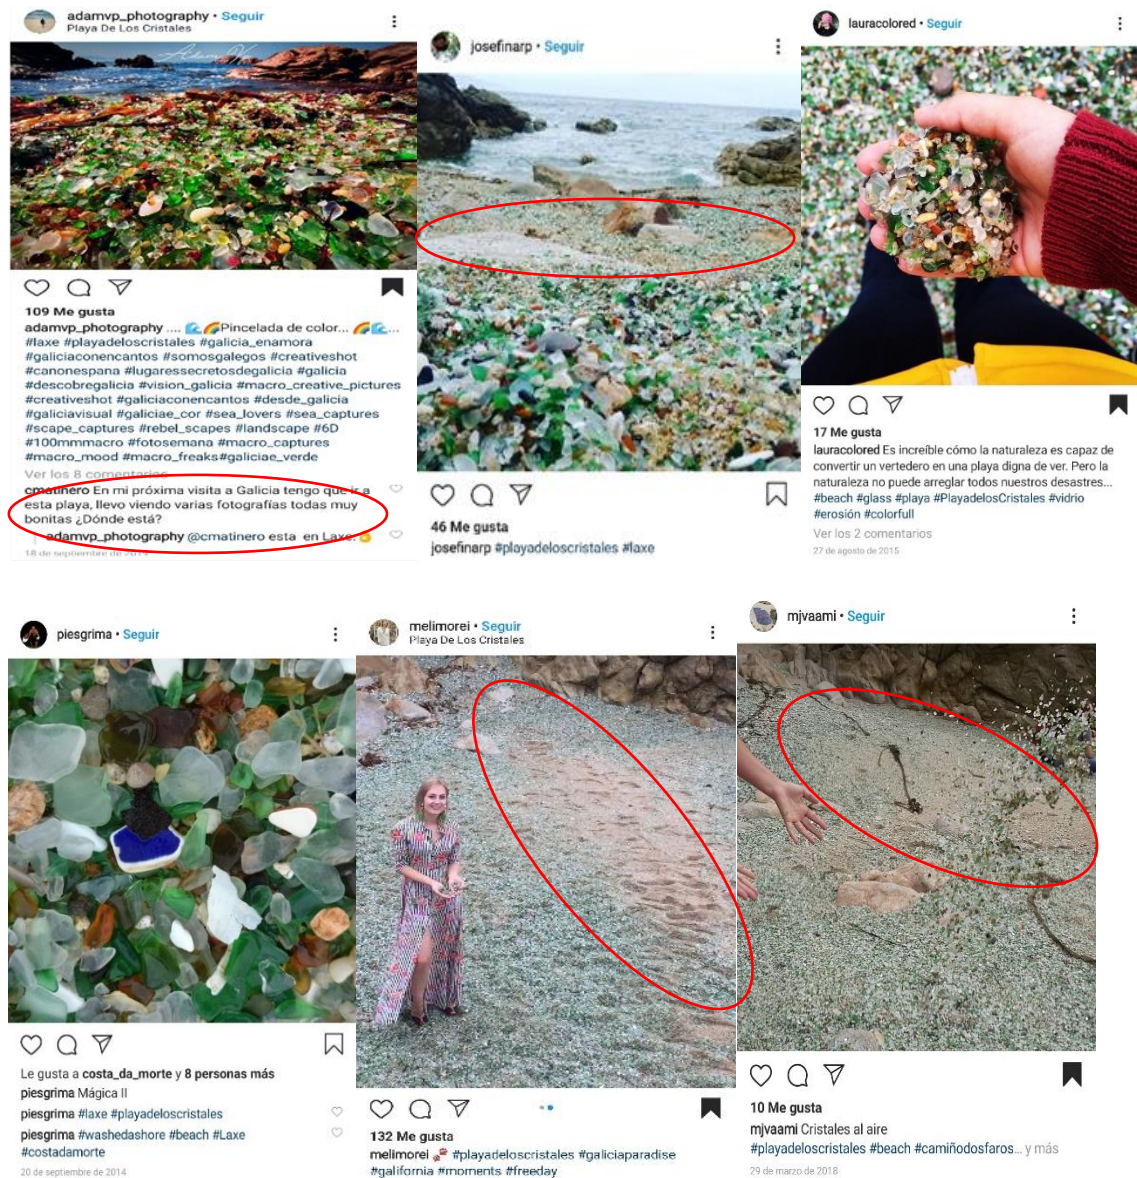 adamvp_photography • Seguir
Playa De Los Cristales
109 Me gusta
adamvp_photography .... 🌊🌈Pincelada de color... 🌈🌊...
#laxe #playadeloscristales #galicia_enamora
#galiciaconencantos #somosgalegos #creativeshot
#canonespana #lugaressecretosdegalicia #galicia
#descobregalicia #vision_galicia #macro_creative_pictures
#creativeshot #galiciaconencantos #desde_galicia
#galiciavisual #galiciae_cor #sea_lovers #sea_captures
#scape_captures #rebel_scapes #landscape #6D
#100mmmacro #fotosemana #macro_captures
#macro_mood #macro_freaks#galiciae_verde
Ver los 8 comentarios
cmatinero En mi próxima visita a Galicia tengo que ir a
esta playa, llevo viendo varias fotografías todas muy
bonitas ¿Dónde está?
adamvp_photography @cmatinero esta en Laxe.
18 de septiembre de
josefinarp • Seguir
46 Me gusta
josefinarp #playadeloscristales #laxe
lauracolored • Seguir
17 Me gusta
lauracolored Es increíble cómo la naturaleza es capaz de
convertir un vertedero en una playa digna de ver. Pero la
naturaleza no puede arreglar todos nuestros desastres...
#beach #glass #playa #PlayadelosCristales #vidrio
#erosión #colorfull
Ver los 2 comentarios
27 de agosto de 2015
piesgrima • Seguir
Le gusta a costa_da_morte y 8 personas más
piesgrima Mágica II
piesgrima #laxe #playadeloscristales
piesgrima #washedashore #beach #Laxe
#costadamorte
20 de septiembre de 2014
melimorei • Seguir
Playa De Los Cristales
132 Me gusta
melimorei 🐾 #playadeloscristales #galiciaparadise
#galifornia #moments #freeday
mjvaami • Seguir
10 Me gusta
mjvaami Cristales al aire
#playadeloscristales #beach #camiñodosfaros... y más
29 de marzo de 2018